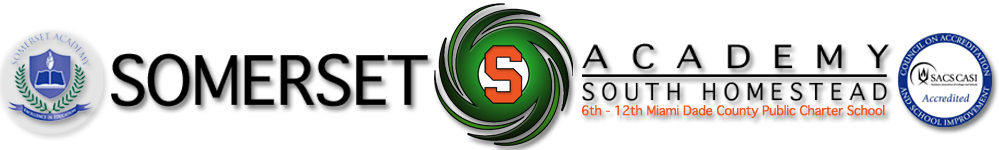 SOMERSET ACADEMY
EXCELLENCE IN EDUCATION
SOMERSET
S
ACADEMY
SOUTH HOMESTEAD
6th - 12th Miami Dade County Public Charter School
COUNCIL ON ACCREDITATION
SACS CASI
Accredited
AND SCHOOL IMPROVEMENT